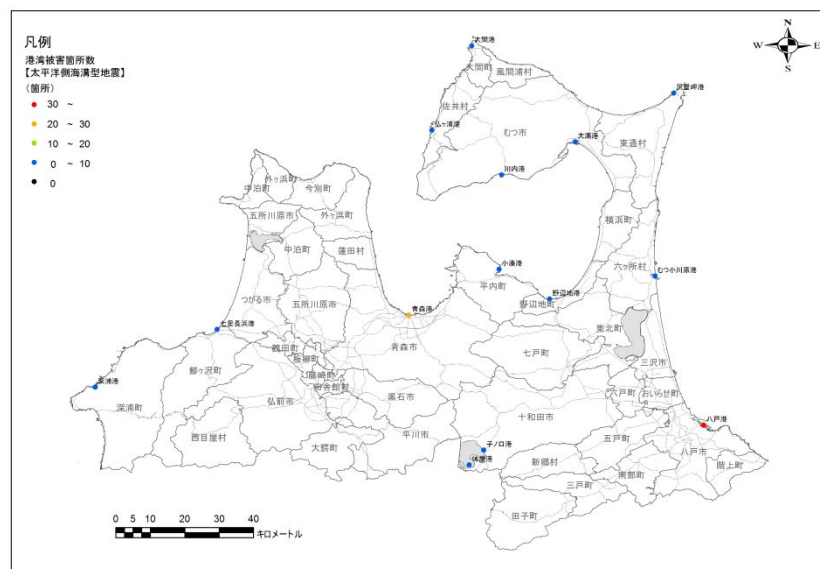 凡例
港湾被害箇所数
【太平洋側海溝型地震】
(箇所)
30 ～
20 ～ 30
10 ～ 20
0 ～ 10
0
N
W
E
S
大間港
大間町
風間浦村
佐井村
尻屋岬港
仏ヶ浦港
むつ市
大湊港
東通村
川内港
外ヶ浜町
中泊町
今別町
五所川原市
外ヶ浜町
横浜町
中泊町
蓬田村
小湊港
六ヶ所村
むつ小川原港
平内町
野辺地港
野辺地町
つがる市
五所川原市
青森港
東北町
七里長浜港
青森市
七戸町
鶴田町
板柳町
三沢市
鰺ヶ沢町
藤崎町
田舎館村
六戸町
おいらせ町
深浦港
深浦町
弘前市
黒石市
十和田市
八戸港
西目屋村
平川市
五戸町
八戸市
大鰐町
子ノ口港
休屋港
新郷村
南部町
階上町
三戸町
田子町
0 5 10 20 30 40
キロメートル